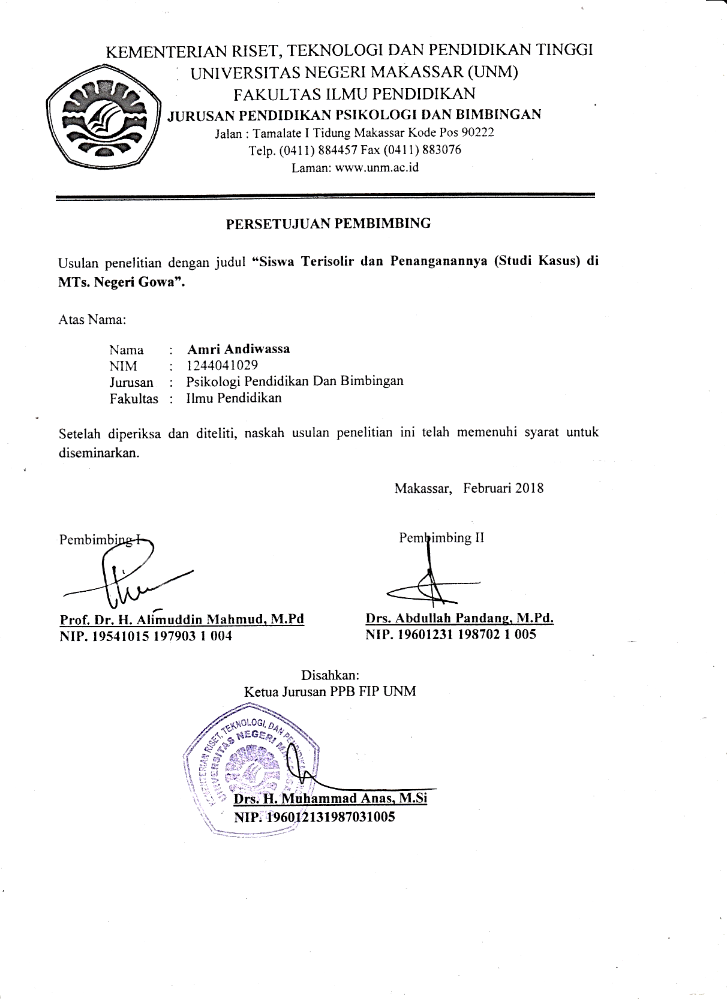 KEMENTERIAN RISET, TEKNOLOGI DAN PENDIDIKAN TINGGI
UNIVERSITAS NEGERI MAKASSAR (UNM)
FAKULTAS ILMU PENDIDIKAN
JURUSAN PENDIDIKAN PSIKOLOGI DAN BIMBINGAN
Jalan : Tamalate I Tidung Makassar Kode Pos 90222
Telp. (0411) 884457 Fax (0411) 883076
Laman: www.unm.ac.id
PERSETUJUAN PEMBIMBING
Usulan penelitian dengan judul “Siswa Terisolir dan Penanganannya (Studi Kasus) di
MTs. Negeri Gowa”.
Atas Nama:
Nama : Amri Andiwassa
NIM : 1244041029
Jurusan : Psikologi Pendidikan Dan Bimbingan
Fakultas : Ilmu Pendidikan
Setelah diperiksa dan diteliti, naskah usulan penelitian ini telah memenuhi syarat untuk
diseminarkan.
Makassar, Februari 2018
Pembimbing I Pembimbing II
Prof. Dr. H. Alimuddin Mahmud, M.Pd Drs. Abdullah Pandang, M.Pd.
NIP. 19541015 197903 1 004 NIP. 19601231 198702 1 005
Disahkan:
Ketua Jurusan PPB FIP UNM
KEMENTERIAN RISET, TEKNOLOGI, DAN
UNIVERSITAS NEGERI
Drs. H. Muhammad Anas, M.Si
NIP. 196012131987031005